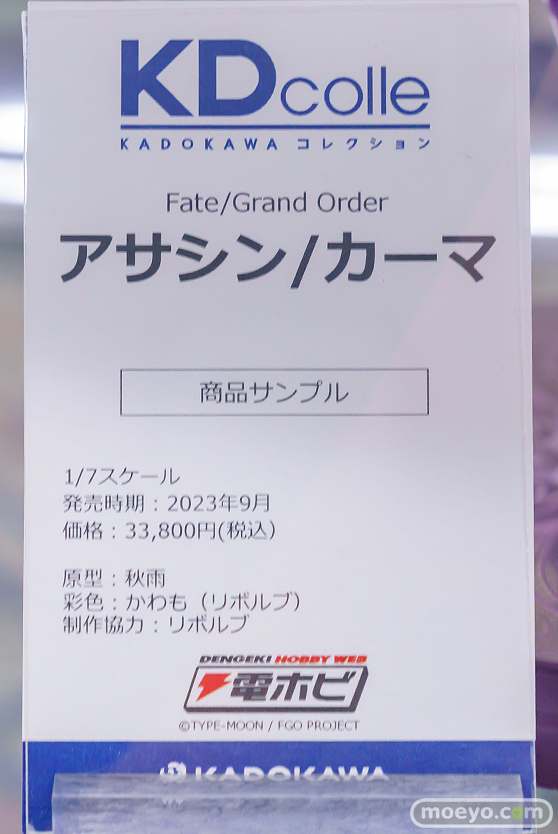 KDcolle
KADOKAWA コレクション
Fate/Grand Order
アサシン/カーマ
商品サンプル
1/7スケール
発売時期：2023年9月
価格：33,800円(税込)
原型：秋雨
彩色：かわも（リボルブ）
制作協力：リボルブ
DENGEKI HOBBY WEB
電ホビ
©TYPE-MOON / FGO PROJECT
KADOKAWA
moeyo.com